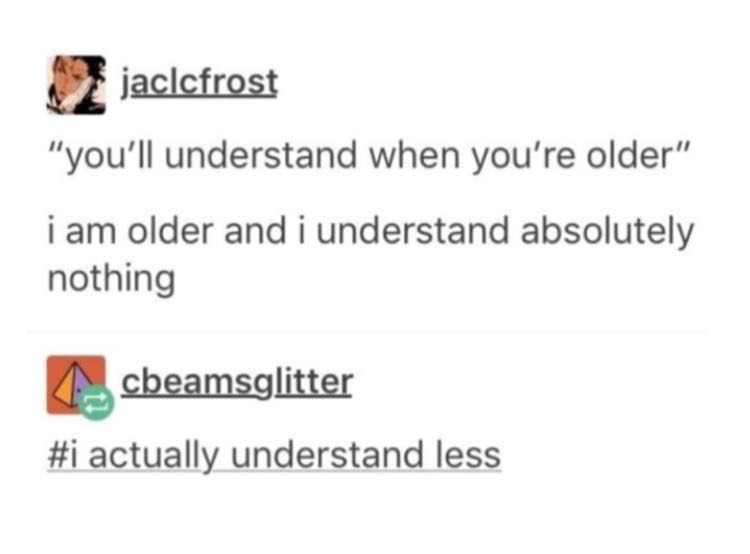 jaclcfrost
“you’ll understand when you’re older”
i am older and i understand absolutely
nothing
cbeamsglitter
#i actually understand less